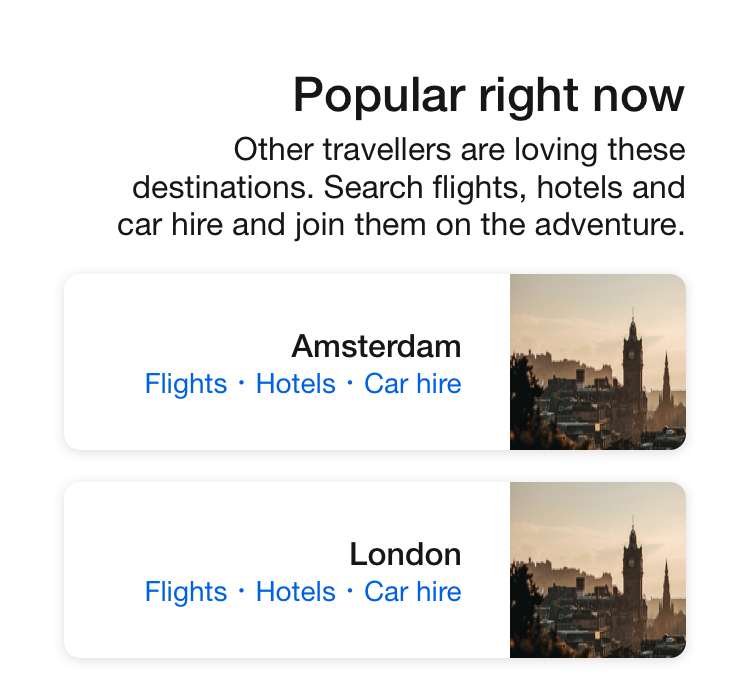 Popular right now
Other travellers are loving these
destinations. Search flights, hotels and
car hire and join them on the adventure.
Amsterdam
Flights · Hotels · Car hire
London
Flights · Hotels · Car hire